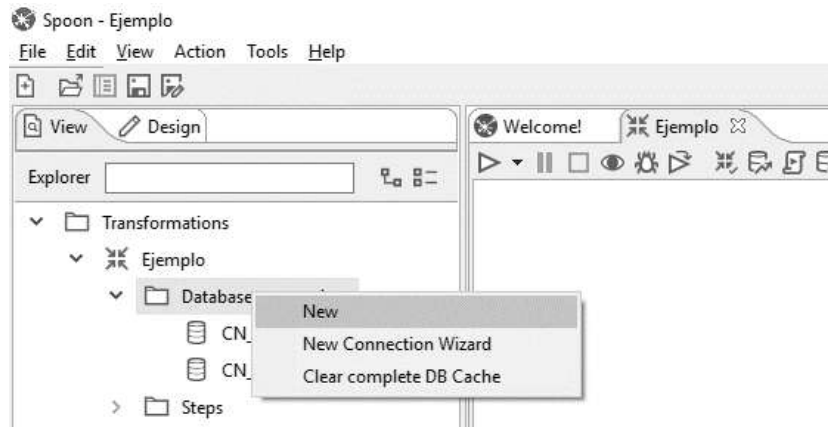 Spoon - Ejemplo
File Edit View Action Tools Help
View Design
Welcome! Ejemplo
Explorer
Transformations
Ejemplo
Database
New
CN_
New Connection Wizard
CN_
Clear complete DB Cache
Steps